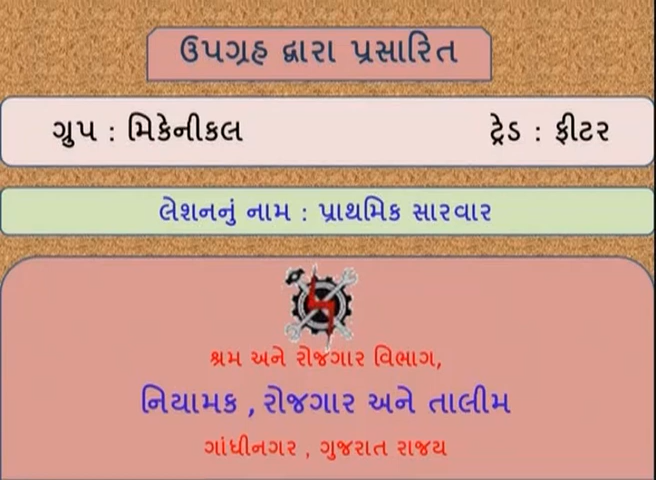 ઉપગ્રહ દ્વારા પ્રસારિત
ગ્રુપ : મિકેનીકલ ટ્રેડ : ફીટર
લેશનનું નામ : પ્રાથમિક સારવાર
શ્રમ અને રોજગાર વિભાગ,
નિયામક , રોજગાર અને તાલીમ
ગાંધીનગર , ગુજરાત રાજય